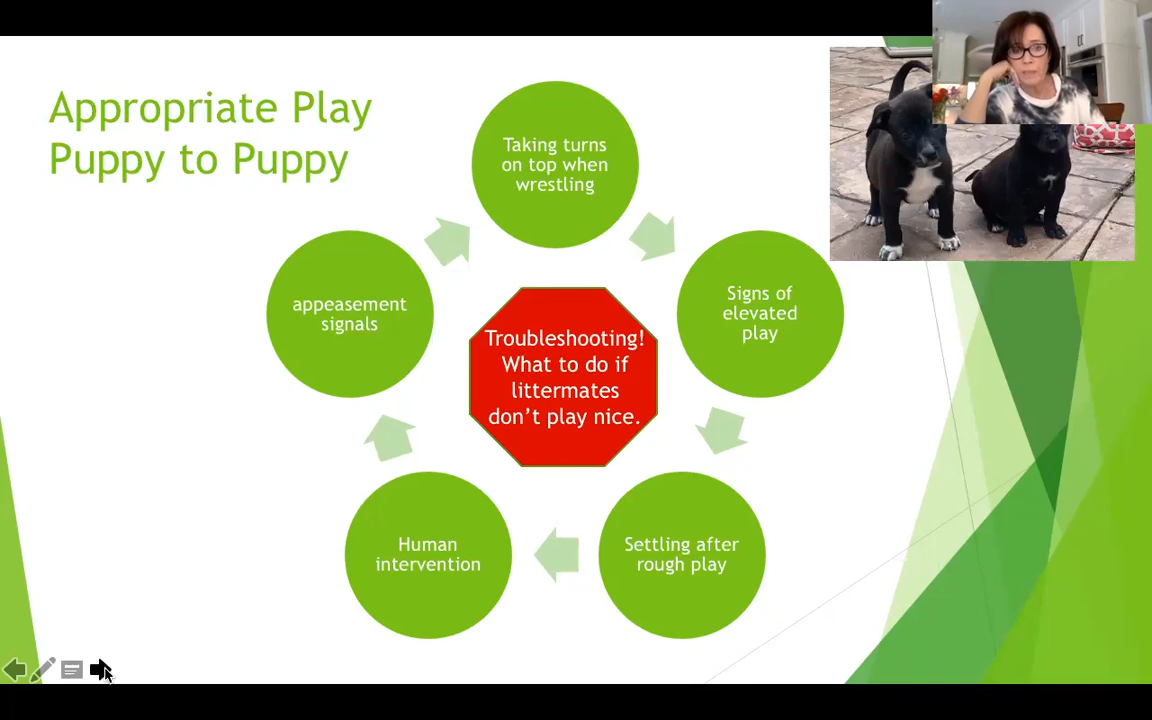 Appropriate Play
Puppy to Puppy
Taking turns
on top when
wrestling
Signs of
elevated
play
Settling after
rough play
Human
intervention
appeasement
signals
Troubleshooting!
What to do if
littermates
don’t play nice.